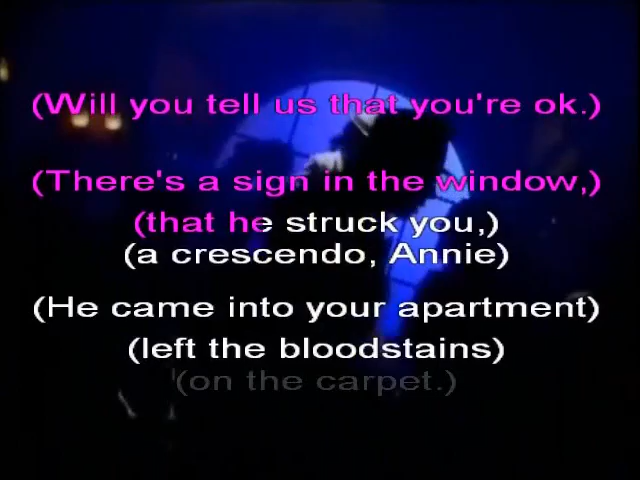 (Will you tell us that you're ok.)
(There's a sign in the window,)
(that he struck you,)
(a crescendo, Annie)
(He came into your apartment)
(left the bloodstains)
(on the carpet.)